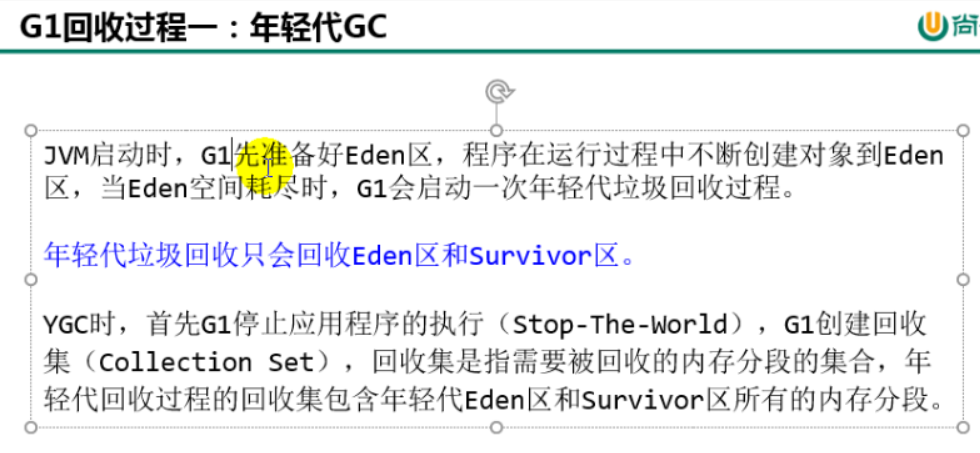 G1回收过程一：年轻代GC
尚
JVM启动时，G1先准备好Eden区，程序在运行过程中不断创建对象到Eden
区，当Eden空间耗尽时，G1会启动一次年轻代垃圾回收过程。
年轻代垃圾回收只会回收Eden区和Survivor区。
YGC时，首先G1停止应用程序的执行（Stop-The-World），G1创建回收
集（Collection Set），回收集是指需要被回收的内存分段的集合，年
轻代回收过程的回收集包含年轻代Eden区和Survivor区所有的内存分段。